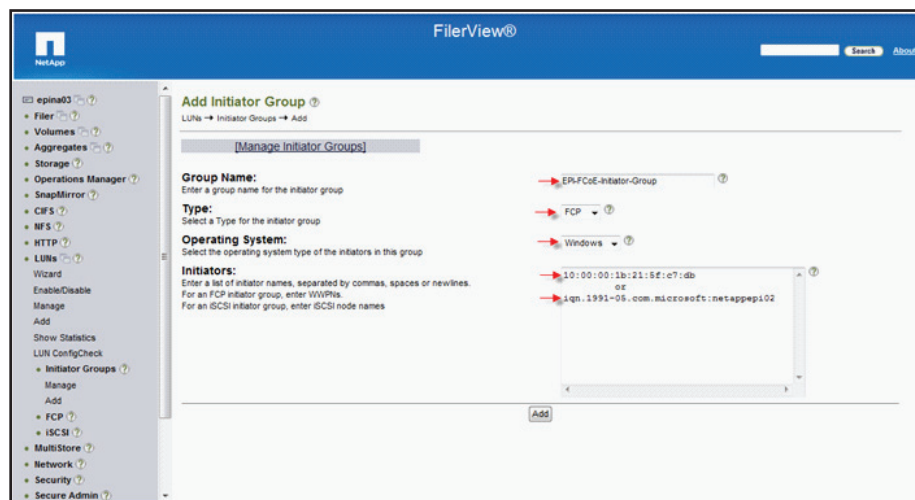 FilerView®
NetApp
Search
About
epina03
Filer
Volumes
Aggregates
Storage
Operations Manager
SnapMirror
CIFS
NFS
HTTP
LUNs
Wizard
Enable/Disable
Manage
Add
Show Statistics
LUN ConfigCheck
Initiator Groups
Manage
Add
FCP
iSCSI
MultiStore
Network
Security
Secure Admin
Add Initiator Group
LUNs → Initiator Groups → Add
[Manage Initiator Groups]
Group Name:
Enter a group name for the initiator group
EPI-FCoE-Initiator-Group
Type:
Select a Type for the initiator group
FCP
Operating System:
Select the operating system type of the initiators in this group
Windows
Initiators:
Enter a list of initiator names, separated by commas, spaces or newlines.
For an FCP initiator group, enter WWPNs.
For an iSCSI initiator group, enter iSCSI node names
10:00:00:1b:21:5f:c7:db
or
iqn.1991-05.com.microsoft:netappepi02
Add